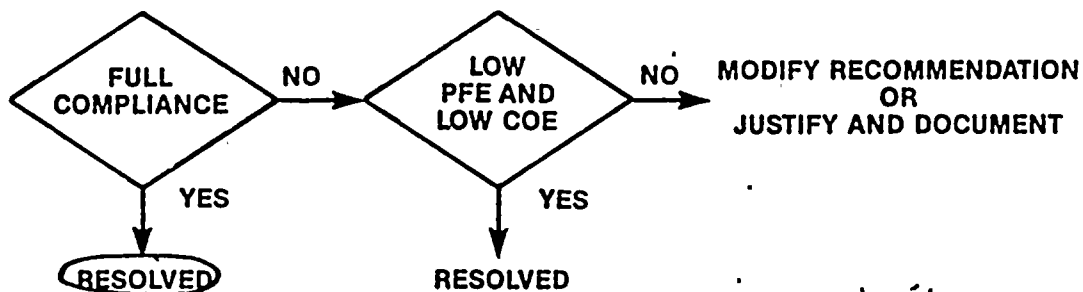 FULL
COMPLIANCE
NO
LOW
PFE AND
LOW COE
NO
MODIFY RECOMMENDATION
OR
JUSTIFY AND DOCUMENT
YES
YES
RESOLVED
RESOLVED